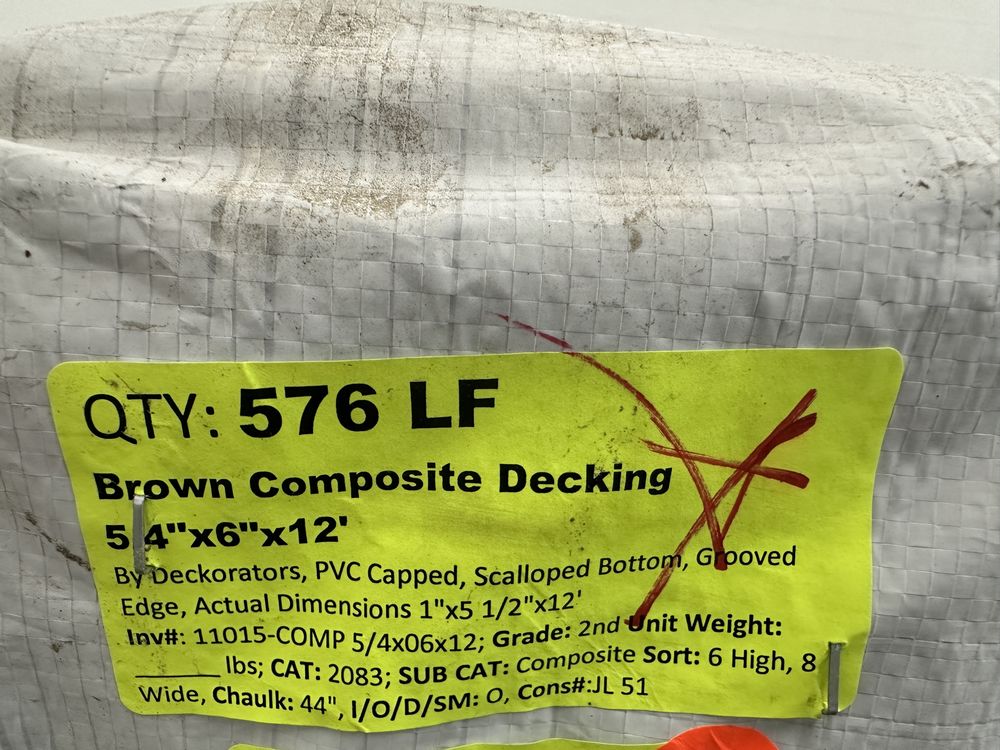 QTY: 576 LF
Brown Composite Decking
5/4"x6"x12'
By Deckorators, PVC Capped, Scalloped Bottom, Grooved
Edge, Actual Dimensions 1"x5 1/2"x12'
Inv#: 11015-COMP 5/4x06x12; Grade: 2nd Unit Weight:
_______ lbs; CAT: 2083; SUB CAT: Composite Sort: 6 High, 8
Wide, Chaulk: 44", I/O/D/SM: O, Cons#:JL 51